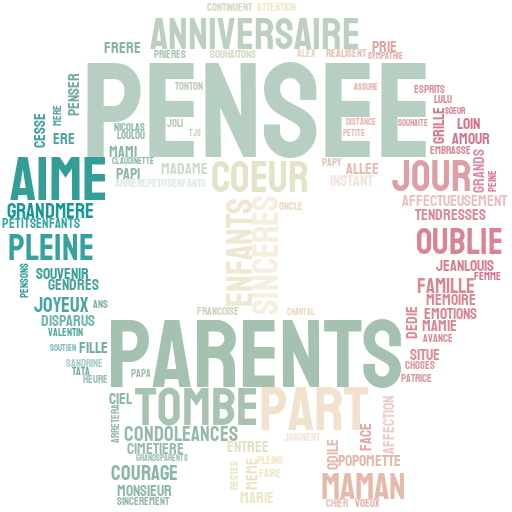 CONTINUENT ATTENTION
ANNIVERSAIRE
FRERE
PRIERES SOUHAITONS ALEX REALISENT
PRIE
SYMPATHIE
PENSEE
PENSER
TONTON
ASSURE
ESPRITS
LULU
MERE
CESSE
ERE
NICOLAS
LOULOU
JOLI
TJS
DISTANCE
PETITE
SOUHAITE
GRILLE
SOEUR
LOIN
AMOUR
EMBRASSE
MAMI
CLAUDINETTE
PAPI
MADAME
ARRIEREPETITSENFANTS
COEUR
PAPY
ALLEE
INSTANT
JOUR
GRANDS
PEINE
AIME
GRANDMERE
PETITSENFANTS
AFFECTUEUSEMENT
TENDRESSES
ENFANTS
SINCERES
ONCLE
PLEINE
OUBLIE
PENSONS
SOUVENIR
GENDRES
JEANLOUIS
FEMME
FAMILLE
MEMOIRE
JOYEUX ANS
DISPARUS
VALENTIN
FRANCOISE
CHANTAL
DEDIE
EMOTIONS
MAMIE
AVANCE
SOUTIEN FILLE
SANDRINE
TATA
HEURE
PARENTS
PAPA
SITUE
CHOSES
PATRICE
CIEL
ARRETERA
TOMBE
PART
CONDOLEANCES
CIMETIERE
GRANDSPARENTS
ENTREE
JOIGNENT
ODILE
FACE
AFFECTION
COURAGE
MONSIEUR
SINCEREMENT
RESTES
MEME
PLEINS
FAIRE
MARIE
POPOMETTE
MAMAN
CHIER VOEUX